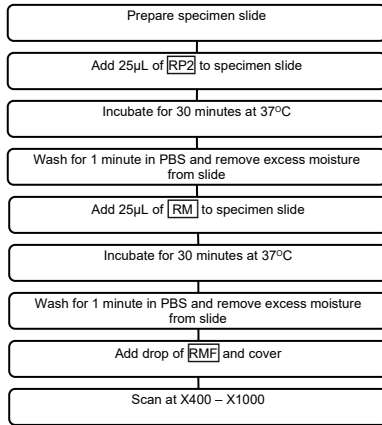 Prepare specimen slide
Add 25µL of RP2 to specimen slide
Incubate for 30 minutes at 37ᴼC
Wash for 1 minute in PBS and remove excess moisture
from slide
Add 25µL of RM to specimen slide
Incubate for 30 minutes at 37ᴼC
Wash for 1 minute in PBS and remove excess moisture
from slide
Add drop of RMF and cover
Scan at X400 – X1000